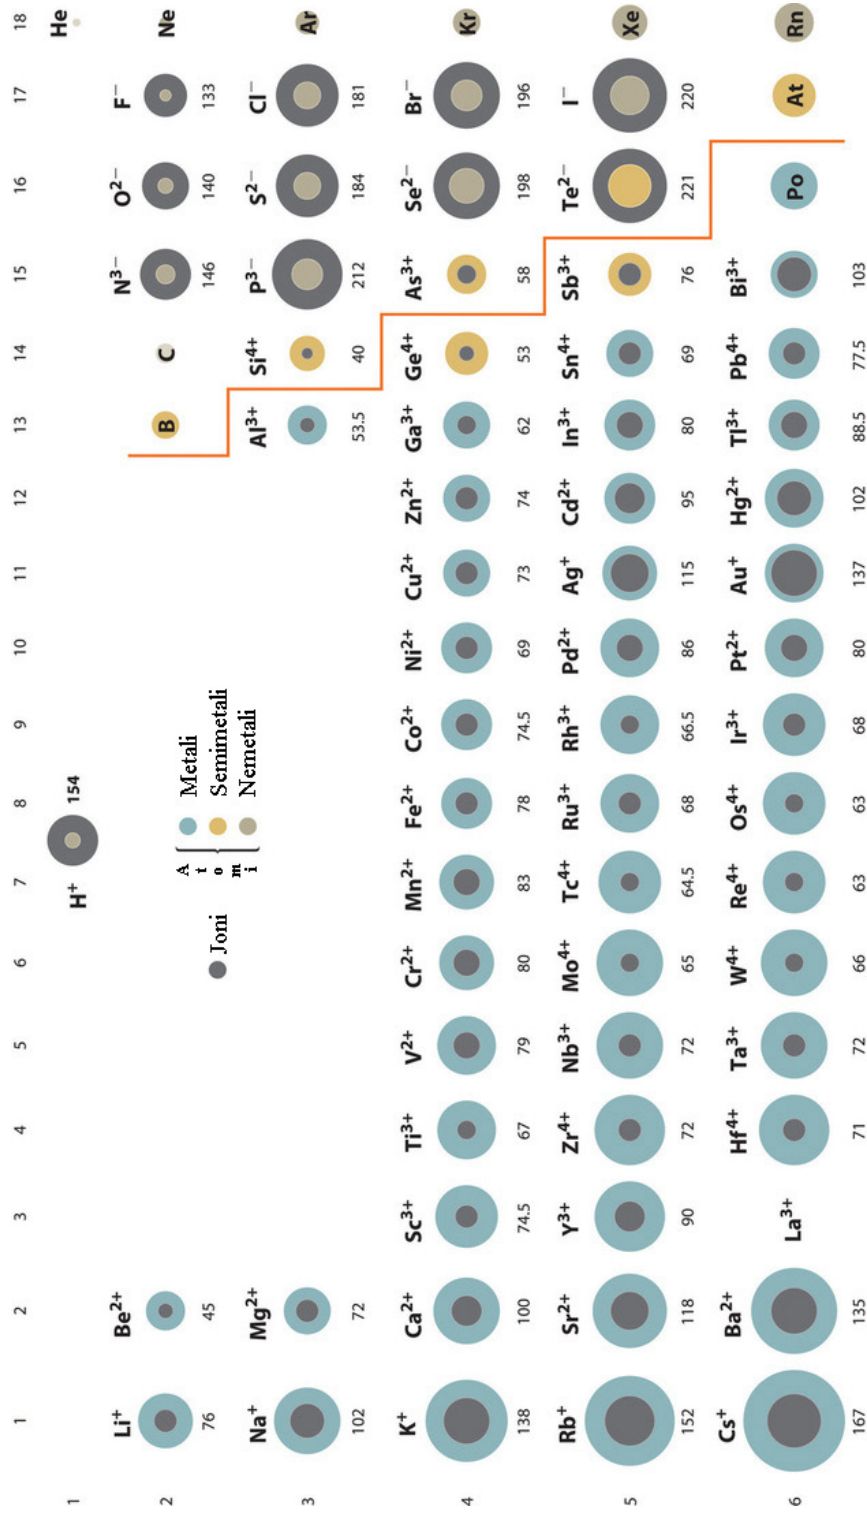 1 2 3 4 5 6 7 8 9 10 11 12 13 14 15 16 17 18
1 H⁺ 154 He
2 Li⁺ Be²⁺ B C N³⁻ O²⁻ F⁻ Ne
76 45 146 140 133
Joni
Atomi
Metali
Semimetali
Nemetali
3 Na⁺ Mg²⁺ Al³⁺ Si⁴⁺ P³⁻ S²⁻ Cl⁻ Ar
102 72 53.5 40 212 184 181
4 K⁺ Ca²⁺ Sc³⁺ Ti³⁺ V²⁺ Cr²⁺ Mn²⁺ Fe²⁺ Co²⁺ Ni²⁺ Cu²⁺ Zn²⁺ Ga³⁺ Ge⁴⁺ As³⁺ Se²⁻ Br⁻ Kr
138 100 74.5 67 79 80 83 78 74.5 69 73 74 62 53 58 198 196
5 Rb⁺ Sr²⁺ Y³⁺ Zr⁴⁺ Nb³⁺ Mo⁴⁺ Tc⁴⁺ Ru³⁺ Rh³⁺ Pd²⁺ Ag⁺ Cd²⁺ In³⁺ Sn⁴⁺ Sb³⁺ Te²⁻ I⁻ Xe
152 118 90 72 72 65 64.5 68 66.5 86 115 95 80 69 76 221 220
6 Cs⁺ Ba²⁺ La³⁺ Hf⁴⁺ Ta³⁺ W⁴⁺ Re⁴⁺ Os⁴⁺ Ir³⁺ Pt²⁺ Au⁺ Hg²⁺ Tl³⁺ Pb⁴⁺ Bi³⁺ Po At Rn
167 135 71 72 66 63 63 68 80 137 102 88.5 77.5 103